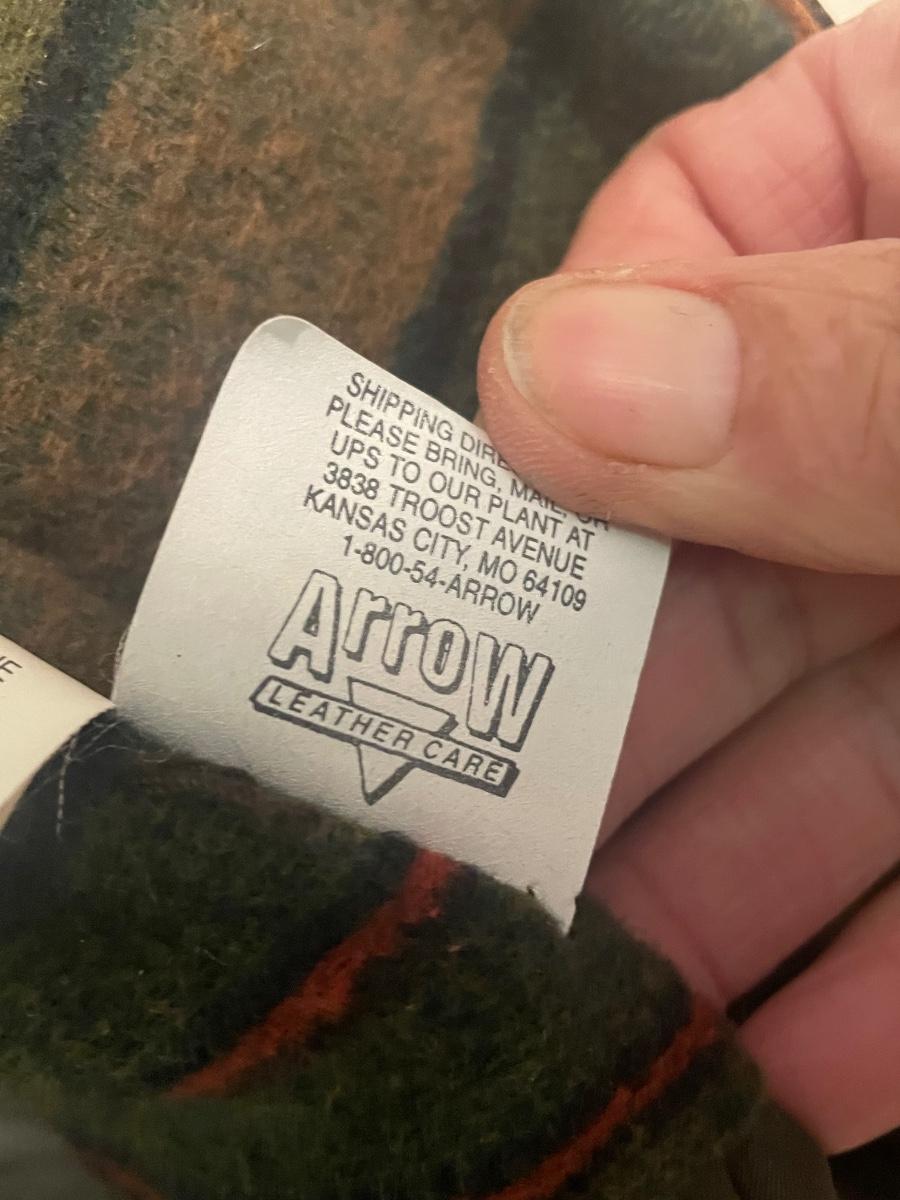 SHIPPING
PLEASE BRING, MAIL, OR
UPS TO OUR PLANT AT
3838 TROOST AVENUE
KANSAS CITY, MO 64109
1-800-54-ARROW
Arrow
LEATHER CARE